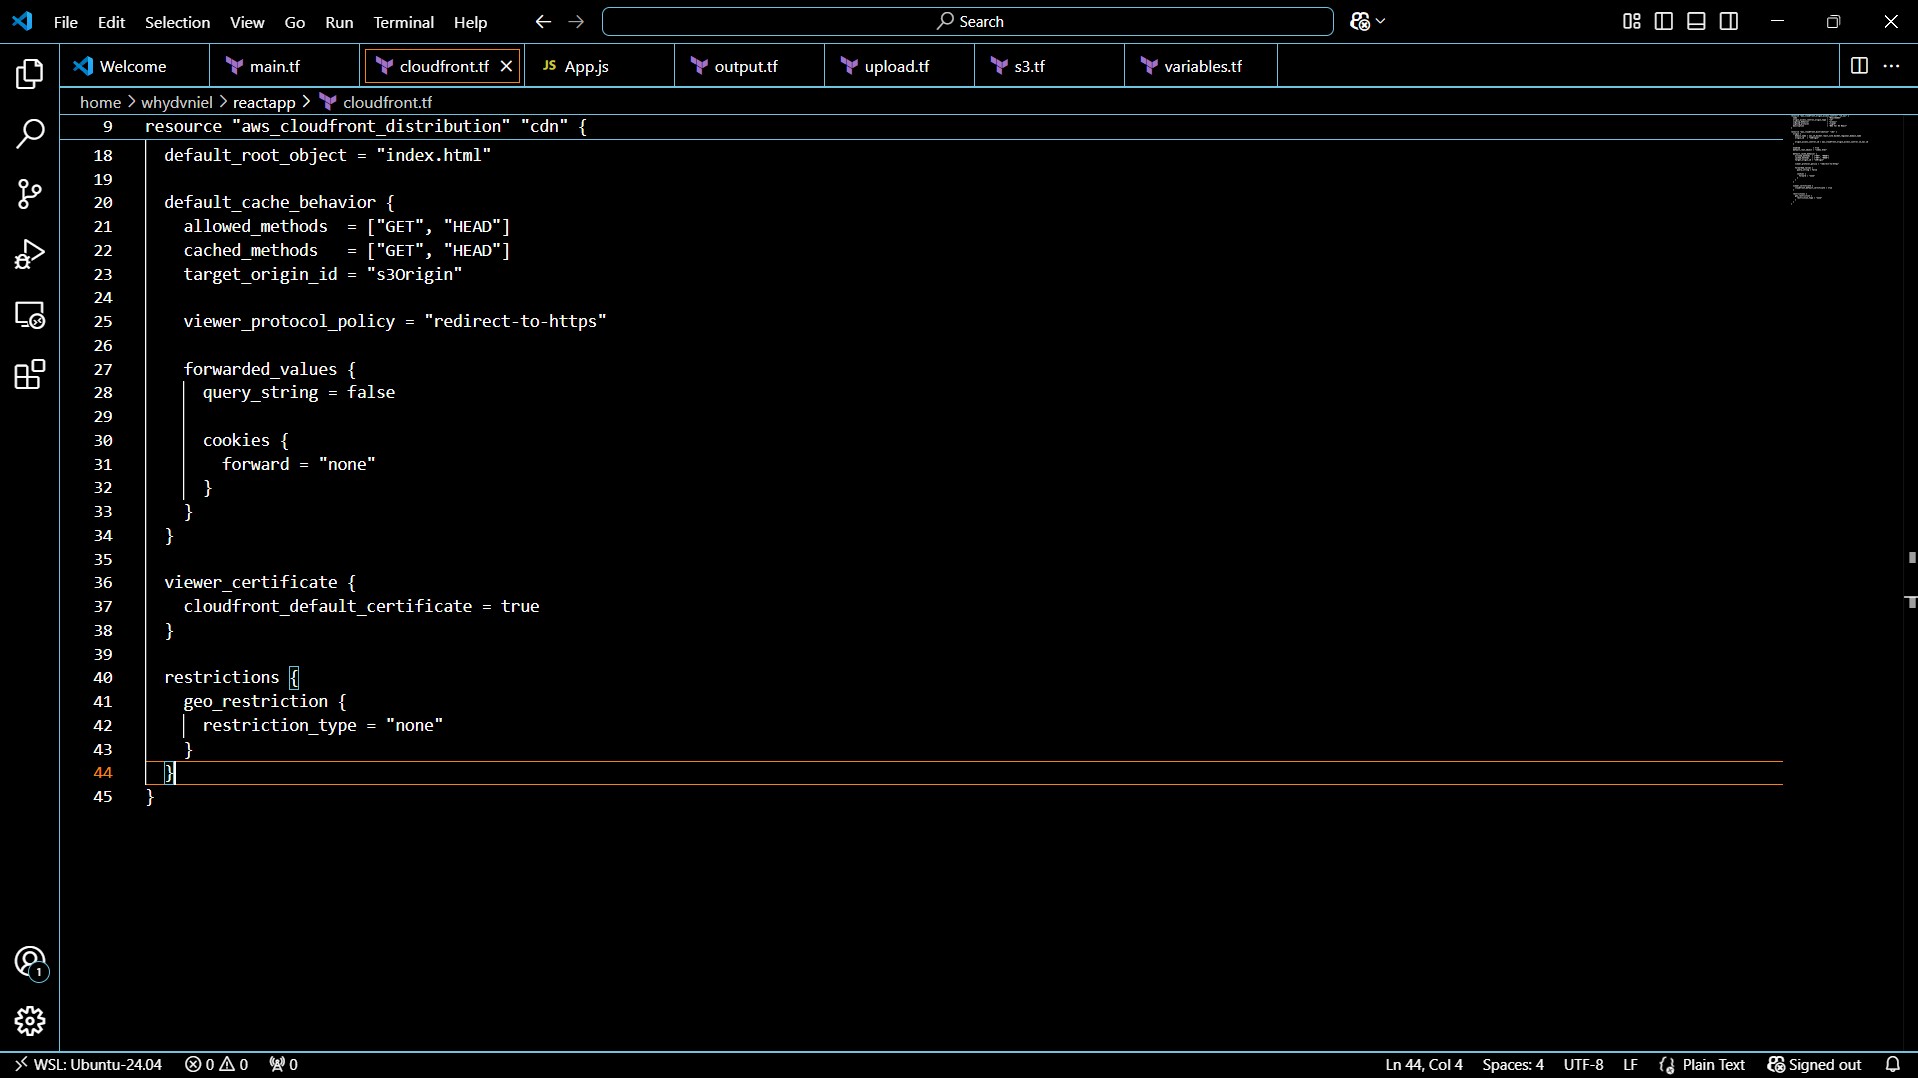 File Edit Selection View Go Run Terminal Help
Search
Welcome
main.tf
cloudfront.tf
JS App.js
output.tf
upload.tf
s3.tf
variables.tf
home > whydvniel > reactapp > cloudfront.tf
9 resource "aws_cloudfront_distribution" "cdn" {
18 default_root_object = "index.html"
19
20 default_cache_behavior {
21 allowed_methods  = ["GET", "HEAD"]
22 cached_methods   = ["GET", "HEAD"]
23 target_origin_id = "s3Origin"
24
25 viewer_protocol_policy = "redirect-to-https"
26
27 forwarded_values {
28 query_string = false
29
30 cookies {
31 forward = "none"
32 }
33 }
34 }
35
36 viewer_certificate {
37 cloudfront_default_certificate = true
38 }
39
40 restrictions {
41 geo_restriction {
42 restriction_type = "none"
43 }
44 }
45 }
1
WSL: Ubuntu-24.04 0 0 0 Ln 44, Col 4 Spaces: 4 UTF-8 LF Plain Text Signed out